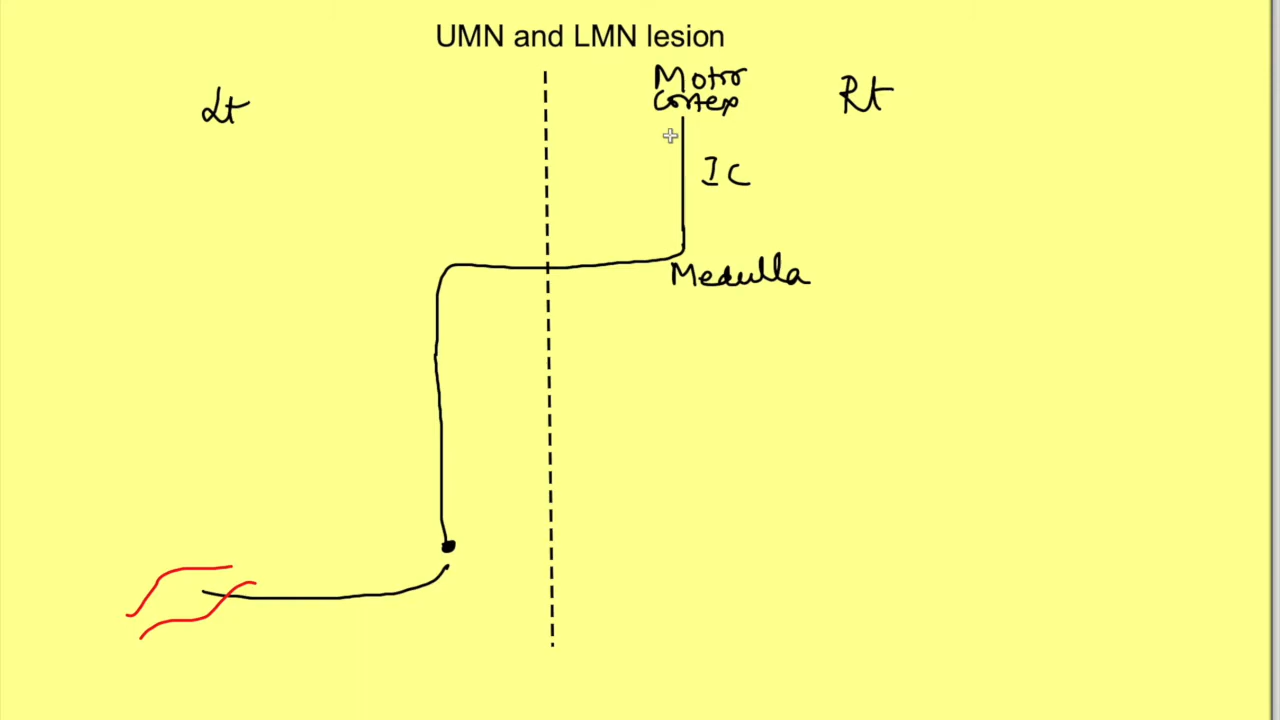 UMN and LMN lesion
Lt
Motor
Cortex
Rt
IC
Medulla